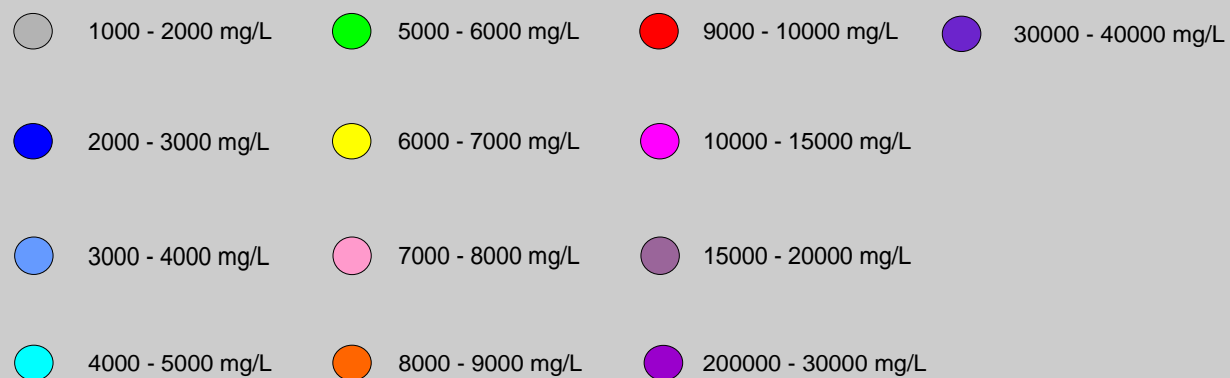 1000 - 2000 mg/L
2000 - 3000 mg/L
3000 - 4000 mg/L
4000 - 5000 mg/L
5000 - 6000 mg/L
6000 - 7000 mg/L
7000 - 8000 mg/L
8000 - 9000 mg/L
9000 - 10000 mg/L
10000 - 15000 mg/L
15000 - 20000 mg/L
200000 - 30000 mg/L
30000 - 40000 mg/L